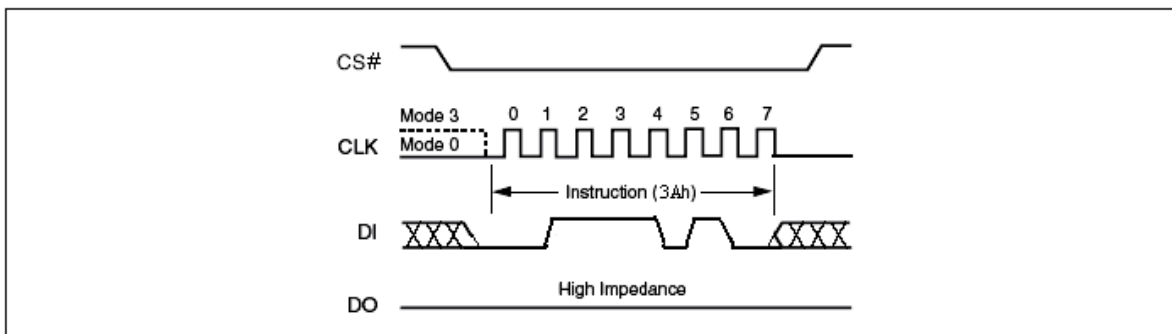 CS#
Mode 3 0 1 2 3 4 5 6 7
CLK Mode 0
Instruction (3Ah)
DI
High Impedance
DO